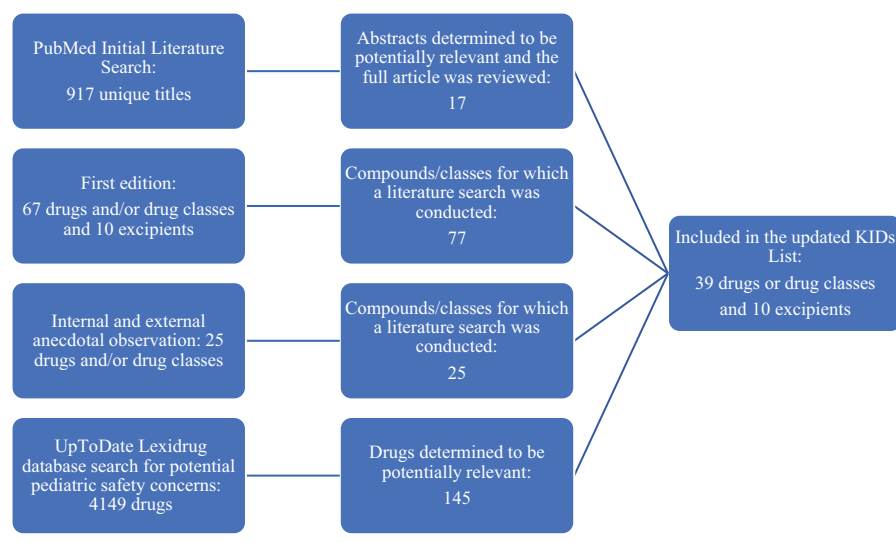 PubMed Initial Literature
Search:
917 unique titles
Abstracts determined to be
potentially relevant and the
full article was reviewed:
17
First edition:
67 drugs and/or drug classes
and 10 excipients
Compounds/classes for which
a literature search was
conducted:
77
Included in the updated KIDs
List:
39 drugs or drug classes
and 10 excipients
Internal and external
anecdotal observation: 25
drugs and/or drug classes
Compounds/classes for which
a literature search was
conducted:
25
UpToDate Lexidrug
database search for potential
pediatric safety concerns:
4149 drugs
Drugs determined to be
potentially relevant:
145